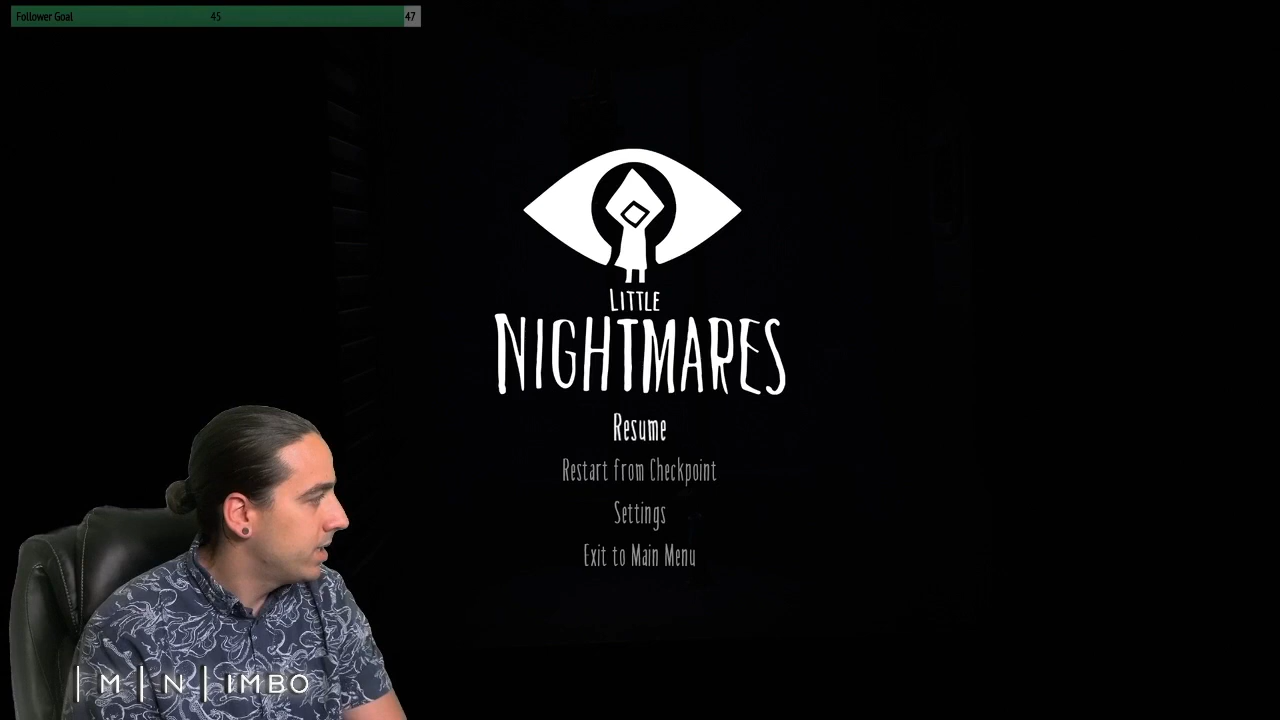 Follower Goal 45 47
LITTLE
NIGHTMARES
Resume
Restart from Checkpoint
Settings
Exit to Main Menu
|M|N|IMBO